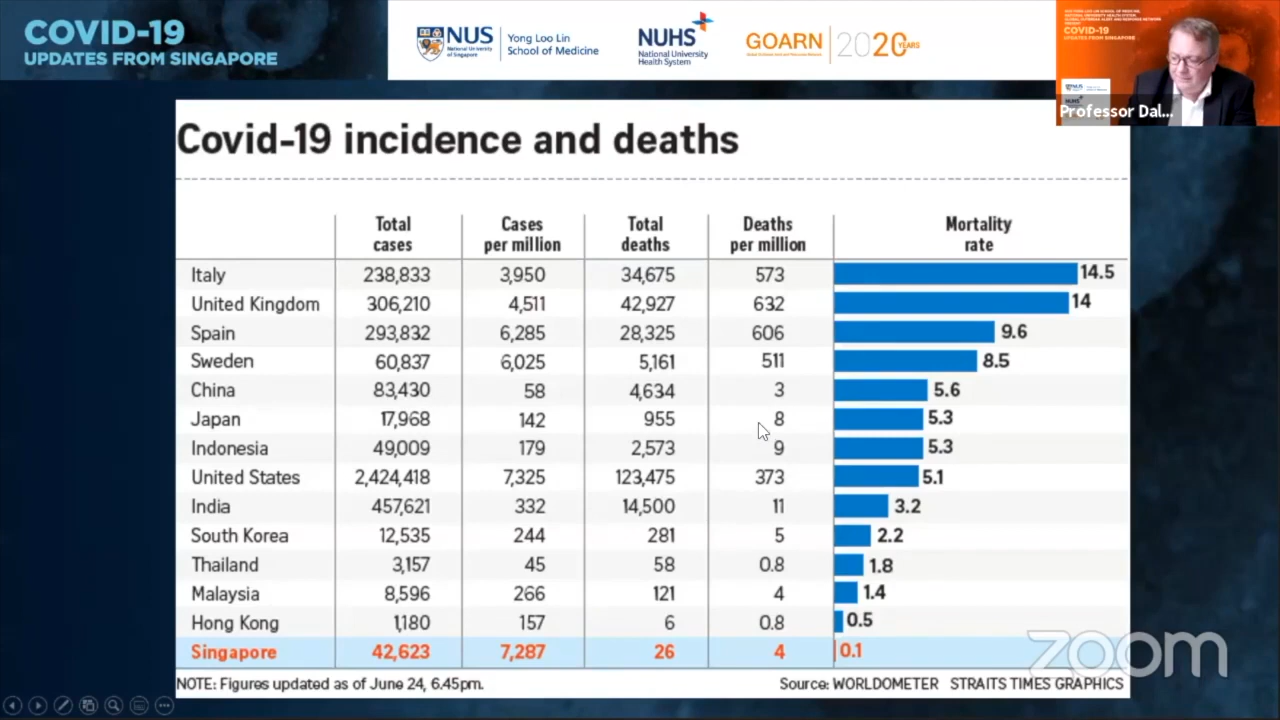 COVID-19
UPDATES FROM SINGAPORE
NUS
National University
of Singapore
Yong Loo Lin
School of Medicine
NUHS
National University
Health System
GOARN
2020 YEARS
COVID-19
UPDATES FROM SINGAPORE
NUS
NUHS
Professor Dal...
Covid-19 incidence and deaths
Total cases Cases per million Total deaths Deaths per million Mortality rate
Italy 238,833 3,950 34,675 573 14.5
United Kingdom 306,210 4,511 42,927 632 14
Spain 293,832 6,285 28,325 606 9.6
Sweden 60,837 6,025 5,161 511 8.5
China 83,430 58 4,634 3 5.6
Japan 17,968 142 955 8 5.3
Indonesia 49,009 179 2,573 9 5.3
United States 2,424,418 7,325 123,475 373 5.1
India 457,621 332 14,500 11 3.2
South Korea 12,535 244 281 5 2.2
Thailand 3,157 45 58 0.8 1.8
Malaysia 8,596 266 121 4 1.4
Hong Kong 1,180 157 6 0.8 0.5
Singapore 42,623 7,287 26 4 0.1
zoom
NOTE: Figures updated as of June 24, 6.45pm. Source: WORLDOMETER STRAITS TIMES GRAPHICS